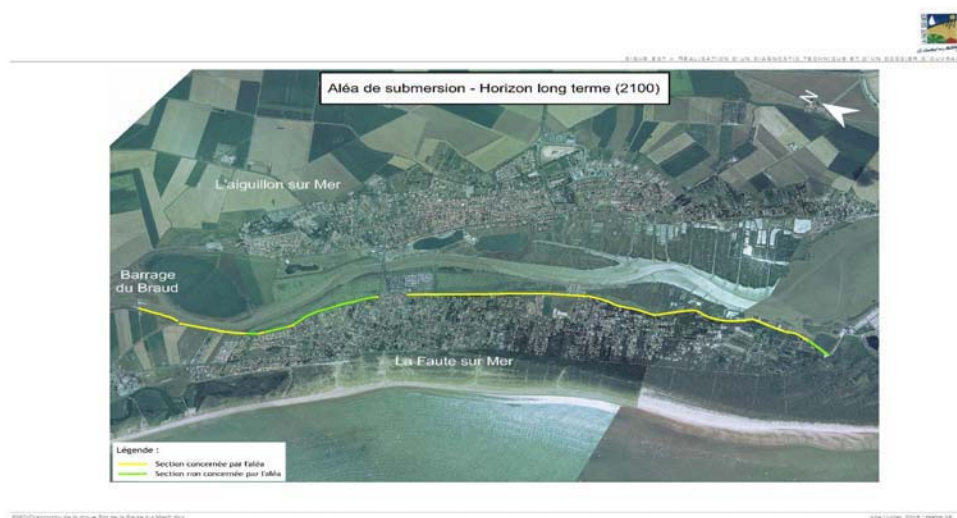 DIGUE EST – RÉALISATION D'UN DIAGNOSTIC TECHNIQUE ET D'UN DOSSIER D'OUVRAGE
Aléa de submersion - Horizon long terme (2100)
N
L'aiguillon sur Mer
Barrage
du Braud
La Faute sur Mer
Légende :
Section concernée par l'aléa
Section non concernée par l'aléa